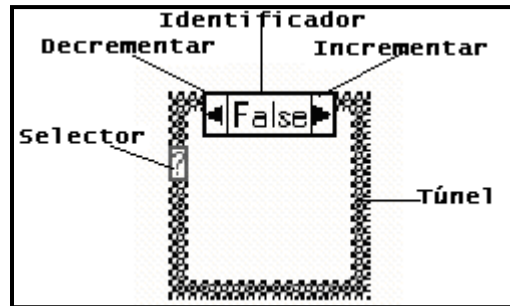 Identificador
Decrementar
Incrementar
False
Selector
?
Túnel